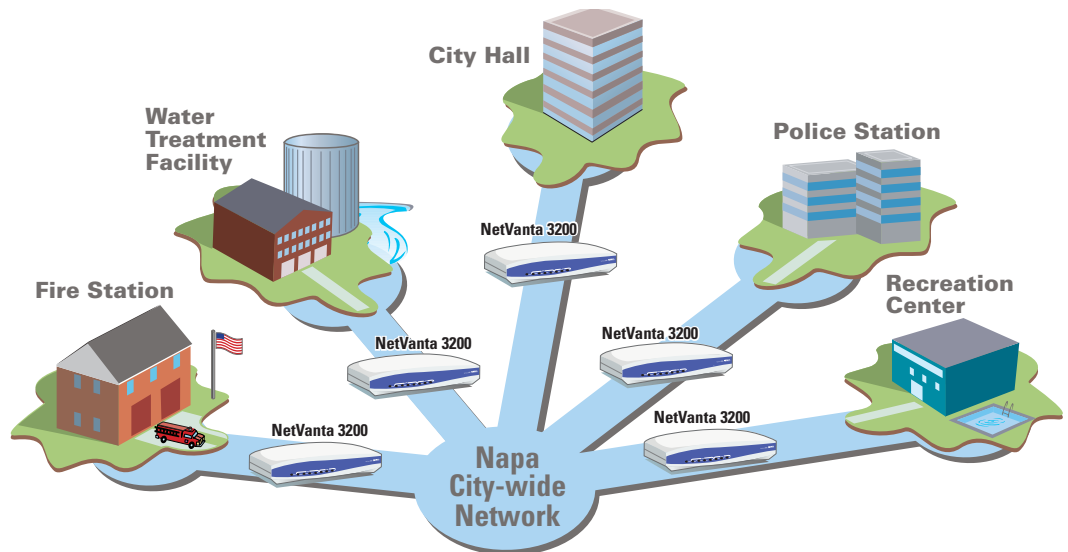 City Hall
Water
Treatment
Facility
Police Station
NetVanta 3200
Fire Station
Recreation
Center
NetVanta 3200
NetVanta 3200
NetVanta 3200
NetVanta 3200
Napa
City-wide
Network